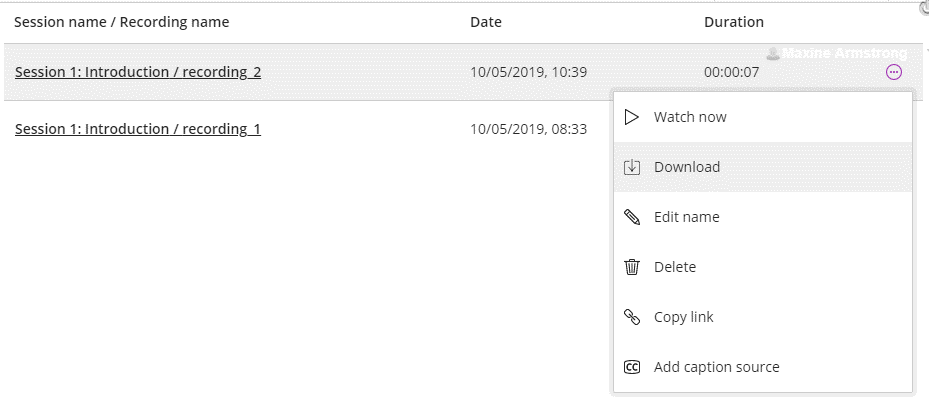 Session name / Recording name Date Duration
Maxine Armstrong
Session 1: Introduction / recording_2 10/05/2019, 10:39 00:00:07
Session 1: Introduction / recording_1 10/05/2019, 08:33
Watch now
Download
Edit name
Delete
Copy link
CC Add caption source